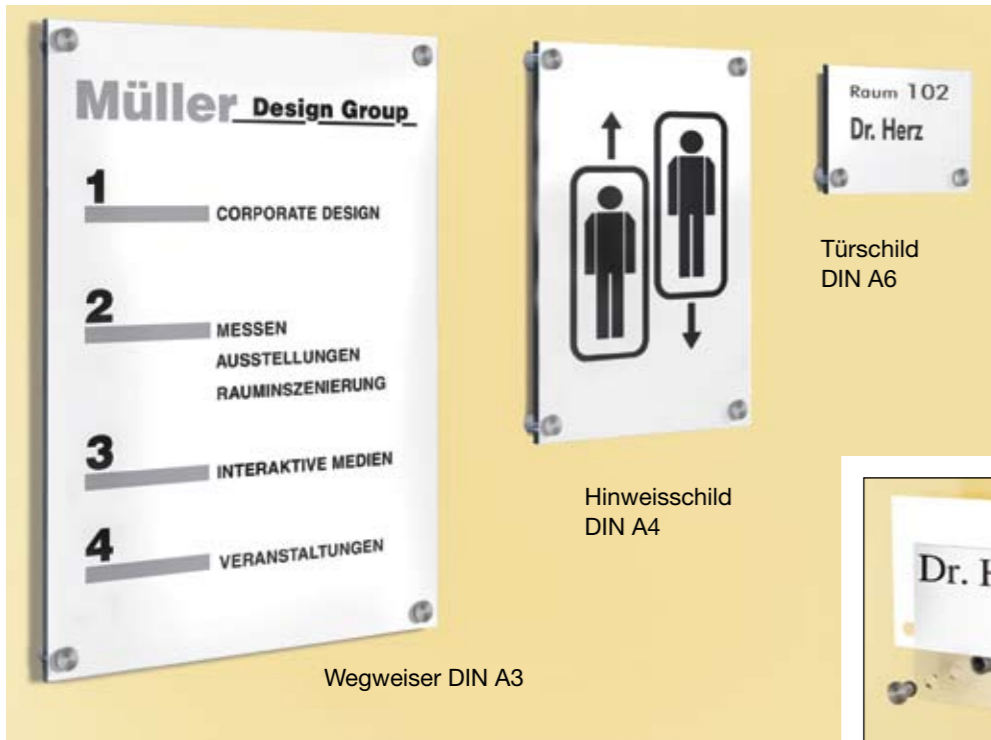 Müller Design Group
1
CORPORATE DESIGN
2
MESSEN
AUSSTELLUNGEN
RAUMINSZENIERUNG
3
INTERAKTIVE MEDIEN
4
VERANSTALTUNGEN
Wegweiser DIN A3
Hinweisschild
DIN A4
Raum 102
Dr. Herz
Türschild
DIN A6
Dr. H